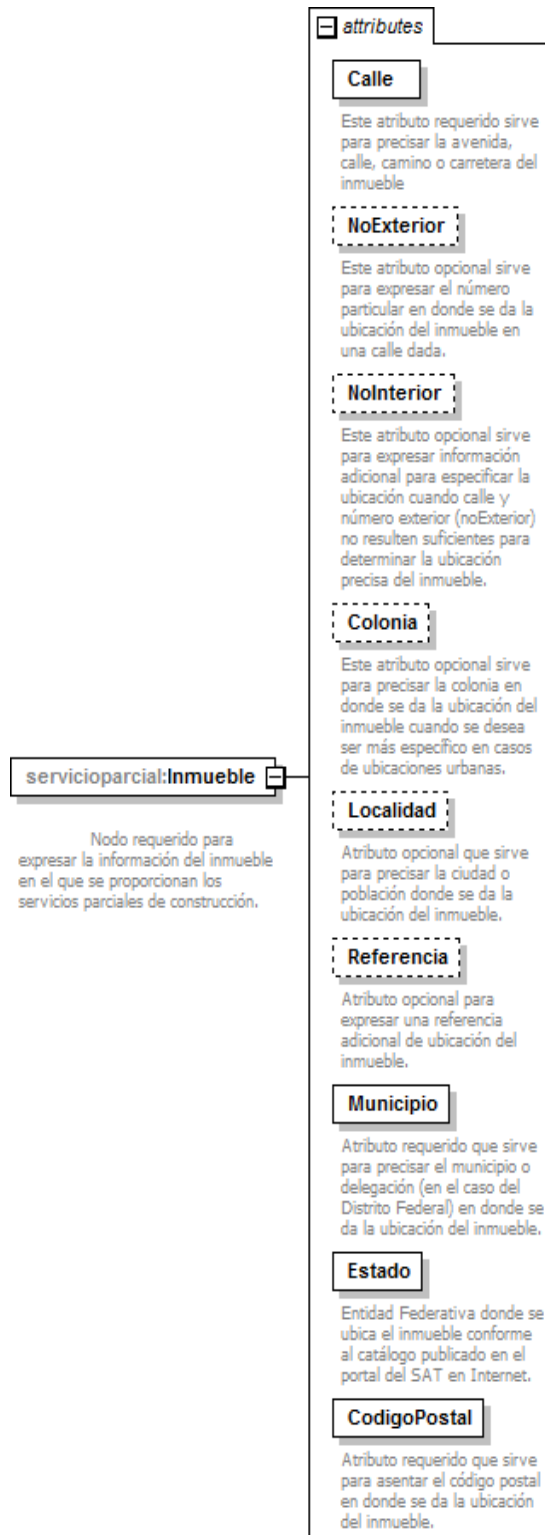 attributes
Calle
Este atributo requerido sirve
para precisar la avenida,
calle, camino o carretera del
inmueble
NoExterior
Este atributo opcional sirve
para expresar el número
particular en donde se da la
ubicación del inmueble en
una calle dada.
NoInterior
Este atributo opcional sirve
para expresar información
adicional para especificar la
ubicación cuando calle y
número exterior (noExterior)
no resulten suficientes para
determinar la ubicación
precisa del inmueble.
Colonia
Este atributo opcional sirve
para precisar la colonia en
donde se da la ubicación del
inmueble cuando se desea
ser más específico en casos
de ubicaciones urbanas.
servicioparcial:Inmueble
Nodo requerido para
expresar la información del inmueble
en el que se proporcionan los
servicios parciales de construcción.
Localidad
Atributo opcional que sirve
para precisar la ciudad o
población donde se da la
ubicación del inmueble.
Referencia
Atributo opcional para
expresar una referencia
adicional de ubicación del
inmueble.
Municipio
Atributo requerido que sirve
para precisar el municipio o
delegación (en el caso del
Distrito Federal) en donde se
da la ubicación del inmueble.
Estado
Entidad Federativa donde se
ubica el inmueble conforme
al catálogo publicado en el
portal del SAT en Internet.
CodigoPostal
Atributo requerido que sirve
para asentar el código postal
en donde se da la ubicación
del inmueble.